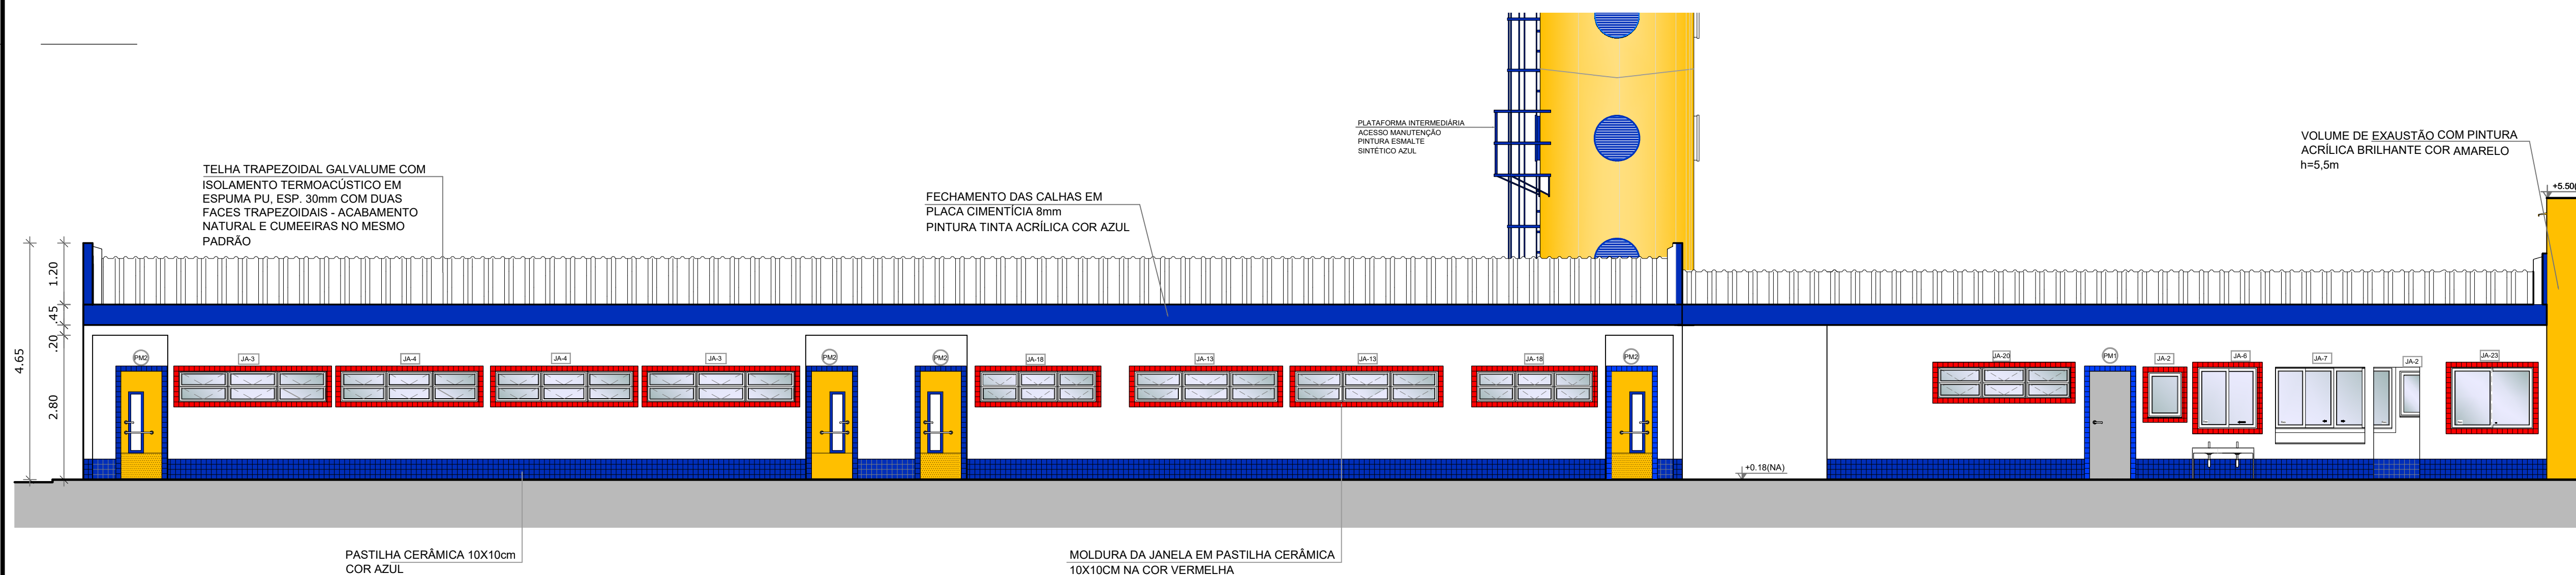 PLATAFORMA INTERMEDIÁRIA
ACESSO MANUTENÇÃO
PINTURA ESMALTE
SINTÉTICO AZUL
VOLUME DE EXAUSTÃO COM PINTURA
ACRÍLICA BRILHANTE COR AMARELO
h=5,5m
TELHA TRAPEZOIDAL GALVALUME COM
ISOLAMENTO TERMOACÚSTICO EM
ESPUMA PU, ESP. 30mm COM DUAS
FACES TRAPEZOIDAIS - ACABAMENTO
NATURAL E CUMEEIRAS NO MESMO
PADRÃO
FECHAMENTO DAS CALHAS EM
PLACA CIMENTÍCIA 8mm
PINTURA TINTA ACRÍLICA COR AZUL
+5.50(
1.20
.45
.20
2.80
4.65
PM2
JA-3
JA-4
JA-4
JA-3
PM2
PM2
JA-18
JA-13
JA-13
JA-18
PM2
JA-20
PM1
JA-2
JA-6
JA-7
JA-2
JA-23
+0.18(NA)
PASTILHA CERÂMICA 10X10cm
COR AZUL
MOLDURA DA JANELA EM PASTILHA CERÂMICA
10X10CM NA COR VERMELHA